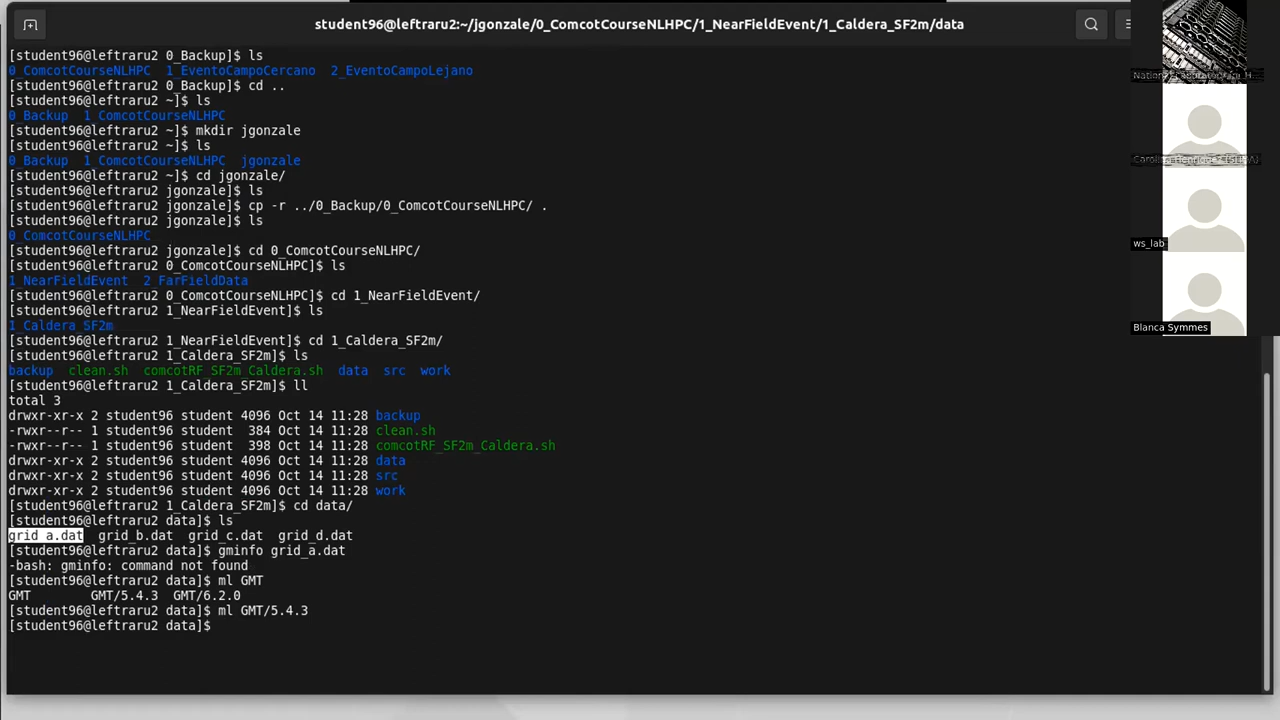 student96@leftraru2:~/jgonzale/0_ComcotCourseNLHPC/1_NearFieldEvent/1_Caldera_SF2m/data
[student96@leftraru2 0_Backup]$ ls
0_ComcotCourseNLHPC 1_EventoCampoCercano 2_EventoCampoLejano
[student96@leftraru2 0_Backup]$ cd ..
[student96@leftraru2 ~]$ ls
0_Backup 1_ComcotCourseNLHPC
[student96@leftraru2 ~]$ mkdir jgonzale
[student96@leftraru2 ~]$ ls
0_Backup 1_ComcotCourseNLHPC jgonzale
[student96@leftraru2 ~]$ cd jgonzale/
[student96@leftraru2 jgonzale]$ ls
[student96@leftraru2 jgonzale]$ cp -r ../0_Backup/0_ComcotCourseNLHPC/ .
[student96@leftraru2 jgonzale]$ ls
0_ComcotCourseNLHPC
[student96@leftraru2 jgonzale]$ cd 0_ComcotCourseNLHPC/
[student96@leftraru2 0_ComcotCourseNLHPC]$ ls
1_NearFieldEvent 2_FarFieldData
[student96@leftraru2 0_ComcotCourseNLHPC]$ cd 1_NearFieldEvent/
[student96@leftraru2 1_NearFieldEvent]$ ls
1_Caldera_SF2m
[student96@leftraru2 1_NearFieldEvent]$ cd 1_Caldera_SF2m/
[student96@leftraru2 1_Caldera_SF2m]$ ls
backup clean.sh comcotRF_SF2m_Caldera.sh data src work
[student96@leftraru2 1_Caldera_SF2m]$ ll
total 3
drwxr-xr-x 2 student96 student 4096 Oct 14 11:28 backup
-rwxr--r-- 1 student96 student 384 Oct 14 11:28 clean.sh
-rwxr--r-- 1 student96 student 398 Oct 14 11:28 comcotRF_SF2m_Caldera.sh
drwxr-xr-x 2 student96 student 4096 Oct 14 11:28 data
drwxr-xr-x 2 student96 student 4096 Oct 14 11:28 src
drwxr-xr-x 2 student96 student 4096 Oct 14 11:28 work
[student96@leftraru2 1_Caldera_SF2m]$ cd data/
[student96@leftraru2 data]$ ls
grid_a.dat grid_b.dat grid_c.dat grid_d.dat
[student96@leftraru2 data]$ gminfo grid_a.dat
-bash: gminfo: command not found
[student96@leftraru2 data]$ ml GMT
GMT GMT/5.4.3 GMT/6.2.0
[student96@leftraru2 data]$ ml GMT/5.4.3
[student96@leftraru2 data]$
ws_lab
Blanca Symmes